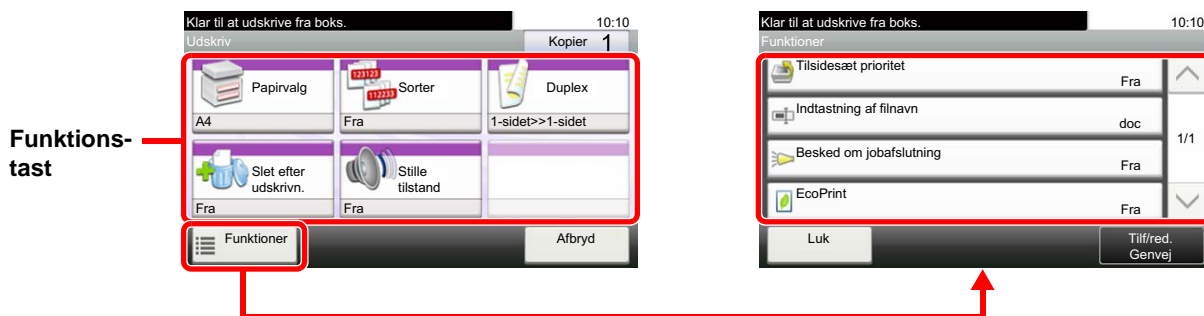 Funktions-
tast
Klar til at udskrive fra boks.
10:10
Udskriv
Kopier 1
123123
112233
Papirvalg
A4
Sorter
Fra
Duplex
1-sidet>>1-sidet
Slet efter
udskrivn.
Fra
Stille
tilstand
Fra
Funktioner
Afbryd
Klar til at udskrive fra boks.
10:10
Funktioner
Tilsidesæt prioritet
Fra
Indtastning af filnavn
doc
Besked om jobafslutning
Fra
EcoPrint
Fra
1/1
Luk
Tilf/red.
Genvej